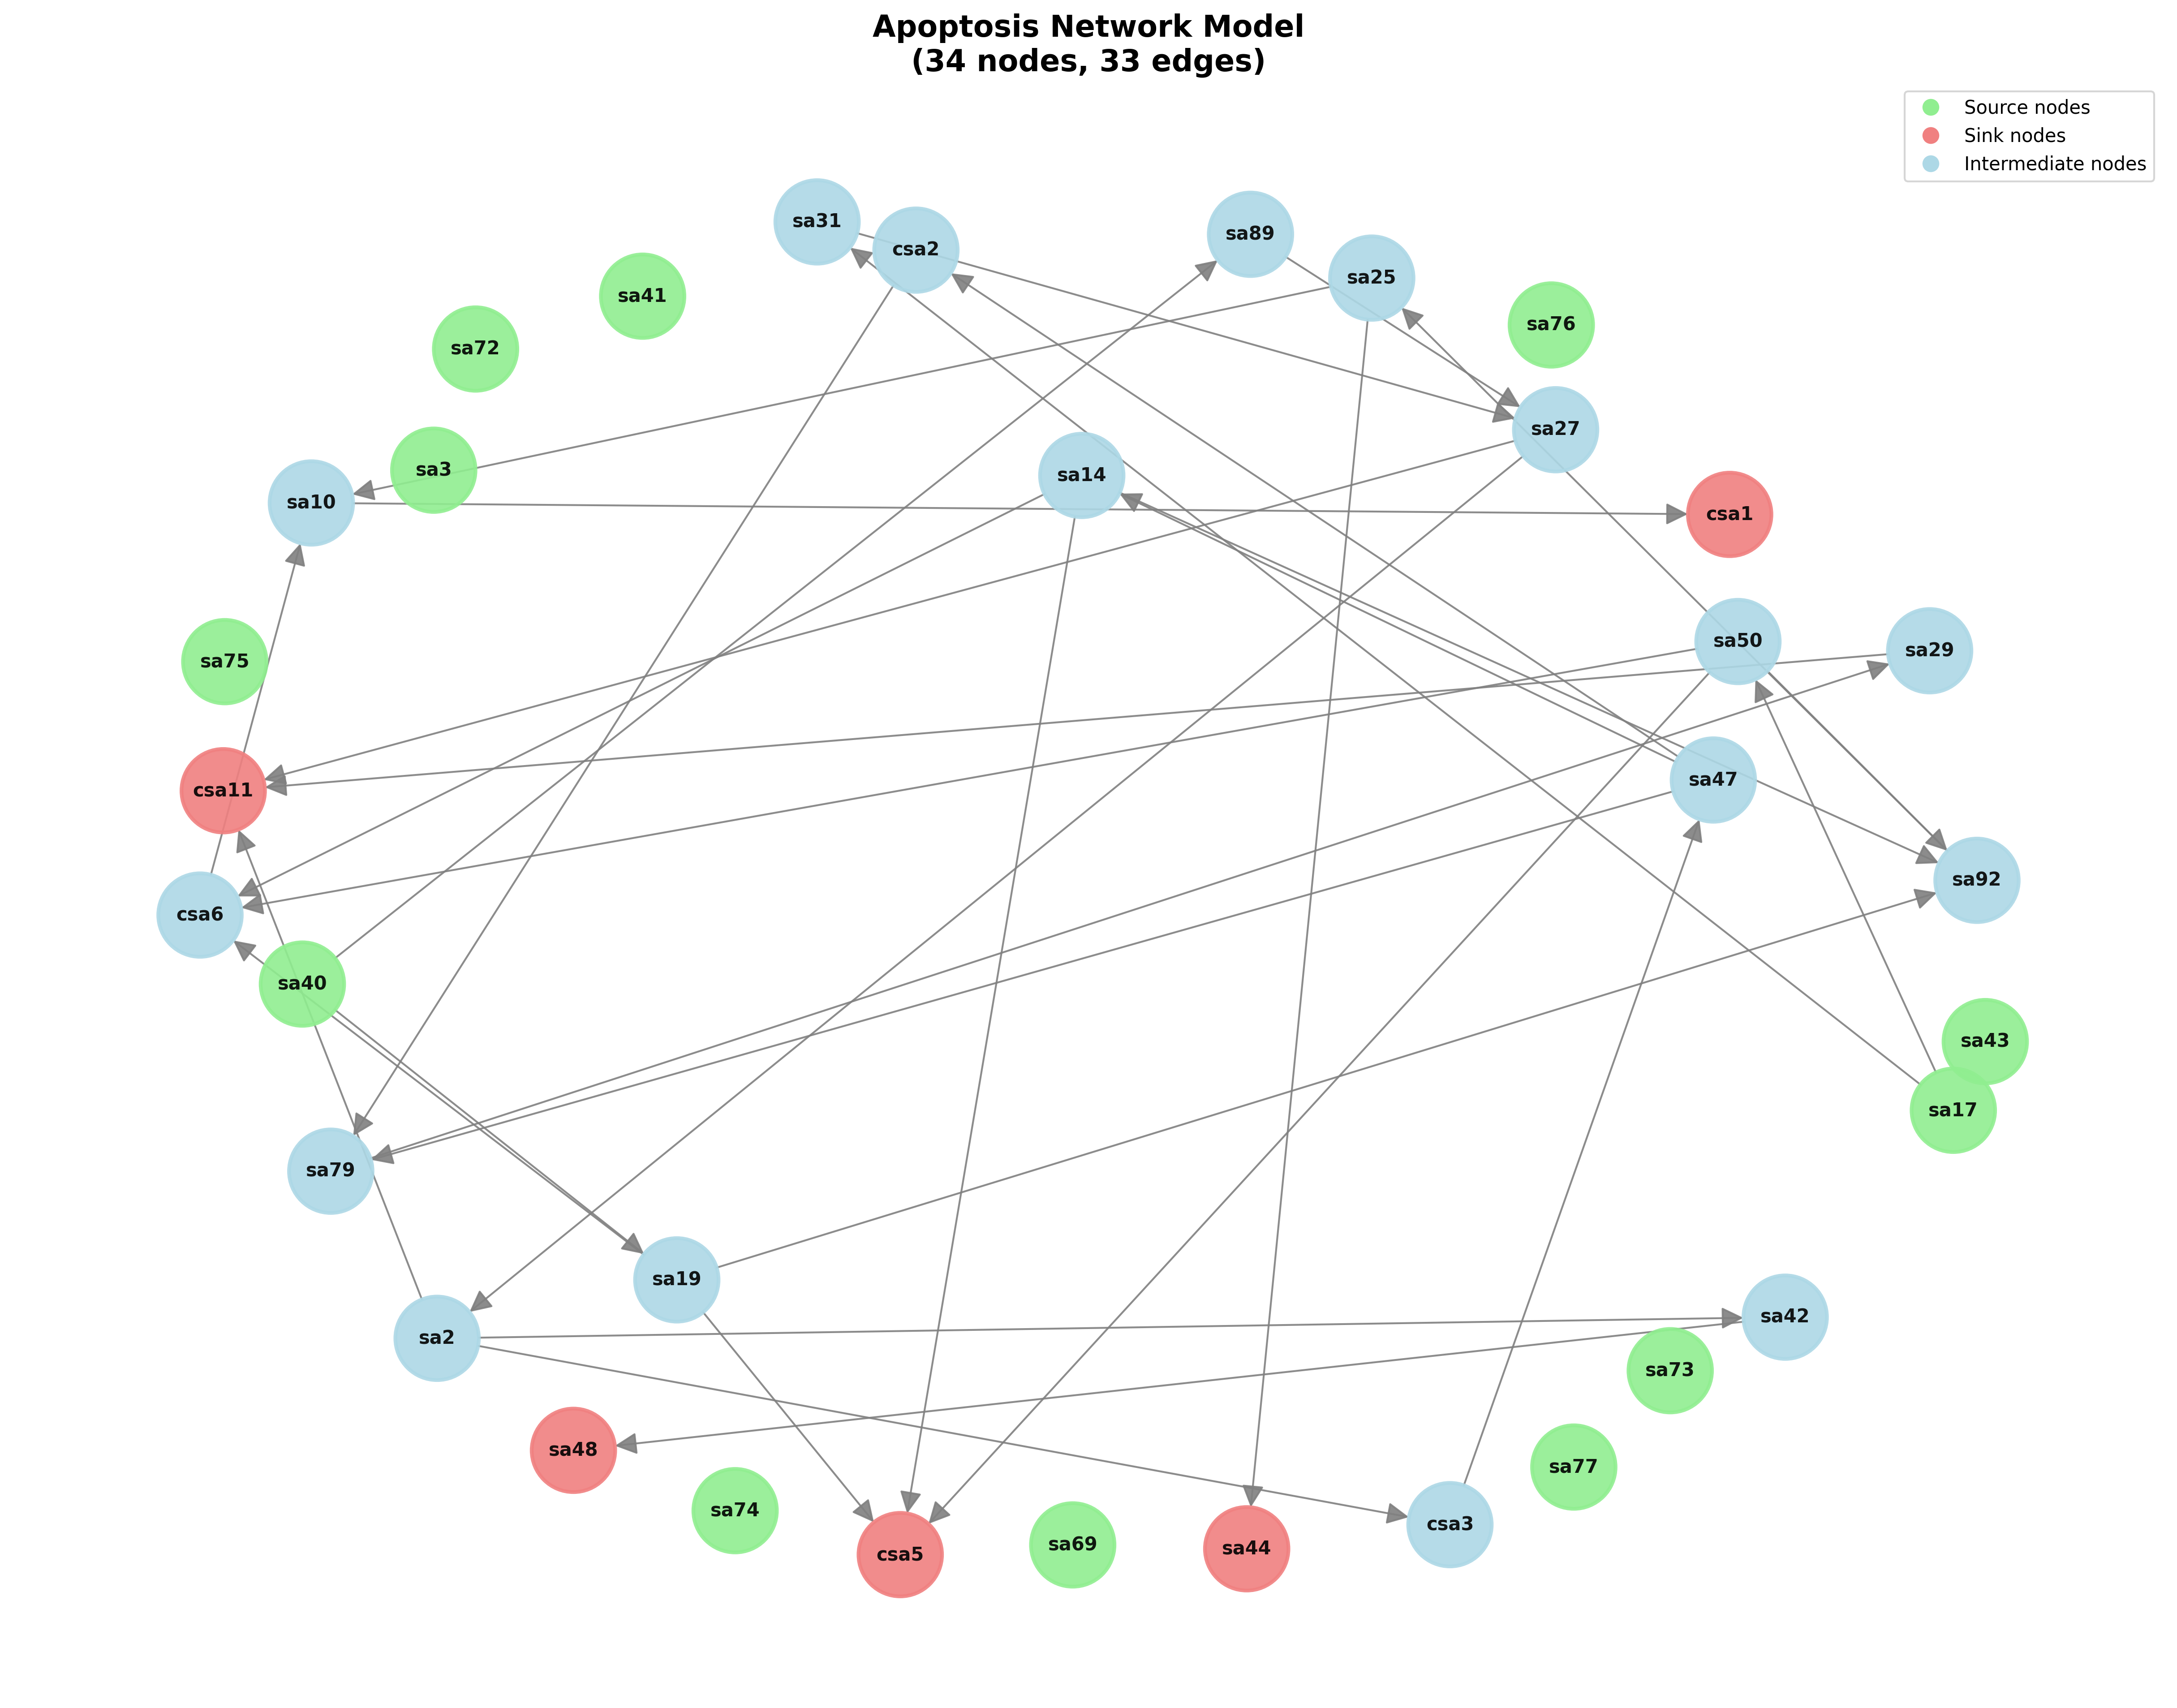 Apoptosis Network Model
(34 nodes, 33 edges)
Source nodes
Sink nodes
Intermediate nodes
sa31
csa2
sa89
sa25
sa41
sa76
sa72
sa27
sa3
sa14
sa10
csa1
sa50
sa29
sa75
sa47
csa11
sa92
csa6
sa40
sa43
sa17
sa79
sa19
sa42
sa2
sa73
sa48
sa77
sa74
csa3
sa69
sa44
csa5